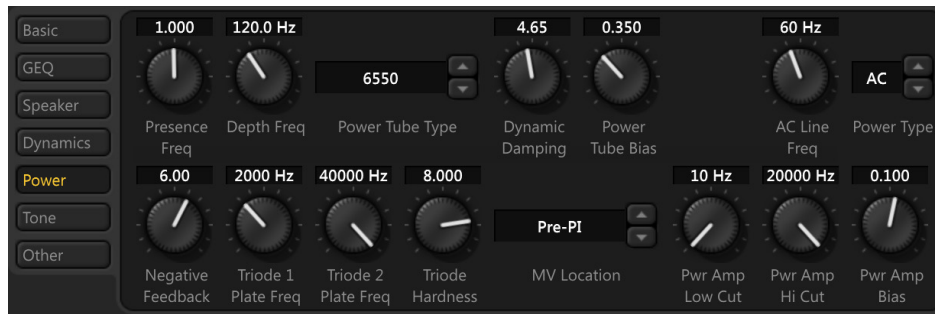 Basic
GEQ
Speaker
Dynamics
Power
Tone
Other
1.000 120.0 Hz 4.65 0.350 60 Hz
6550 AC
Presence Freq
Depth Freq
Power Tube Type
Dynamic Damping
Power Tube Bias
AC Line Freq
Power Type
6.00 2000 Hz 40000 Hz 8.000 10 Hz 20000 Hz 0.100
Pre-PI
Negative Feedback
Triode 1 Plate Freq
Triode 2 Plate Freq
Triode Hardness
MV Location
Pwr Amp Low Cut
Pwr Amp Hi Cut
Pwr Amp Bias